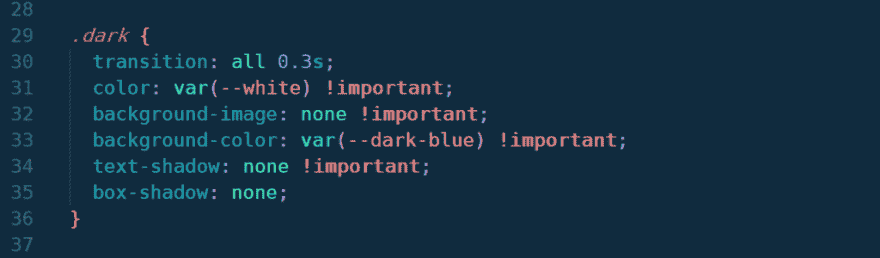 28
29 .dark {
30 transition: all 0.3s;
31 color: var(--white) !important;
32 background-image: none !important;
33 background-color: var(--dark-blue) !important;
34 text-shadow: none !important;
35 box-shadow: none;
36 }
37